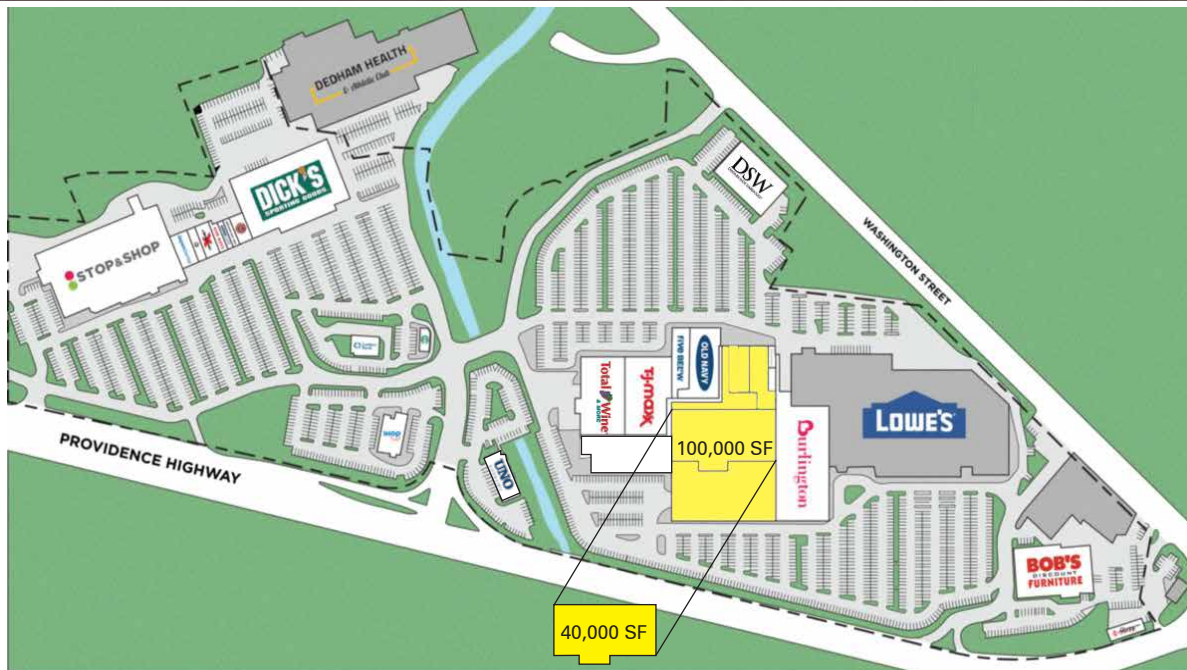 DEDHAM HEALTH
& Athletic Club
DICK'S
SPORTING GOODS
STOP&SHOP
DSW
WASHINGTON STREET
PROVIDENCE HIGHWAY
UNO
Total Wine
& MORE
TJ-maxx
FIVE BELOW
OLD NAVY
100,000 SF
Burlington
LOWE'S
BOB'S
DISCOUNT
FURNITURE
40,000 SF